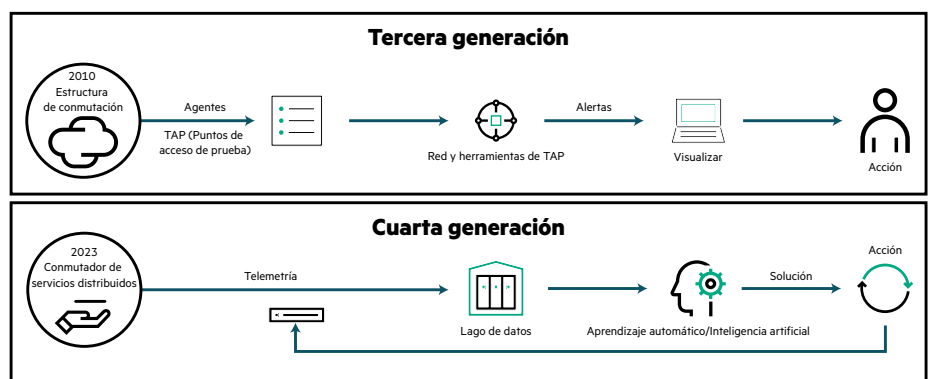 Tercera generación
2010
Estructura
de conmutación
Agentes
TAP (Puntos de
acceso de prueba)
Red y herramientas de TAP
Alertas
Visualizar
Acción
Cuarta generación
2023
Conmutador de
servicios distribuidos
Telemetría
Lago de datos
Aprendizaje automático/Inteligencia artificial
Solución
Acción